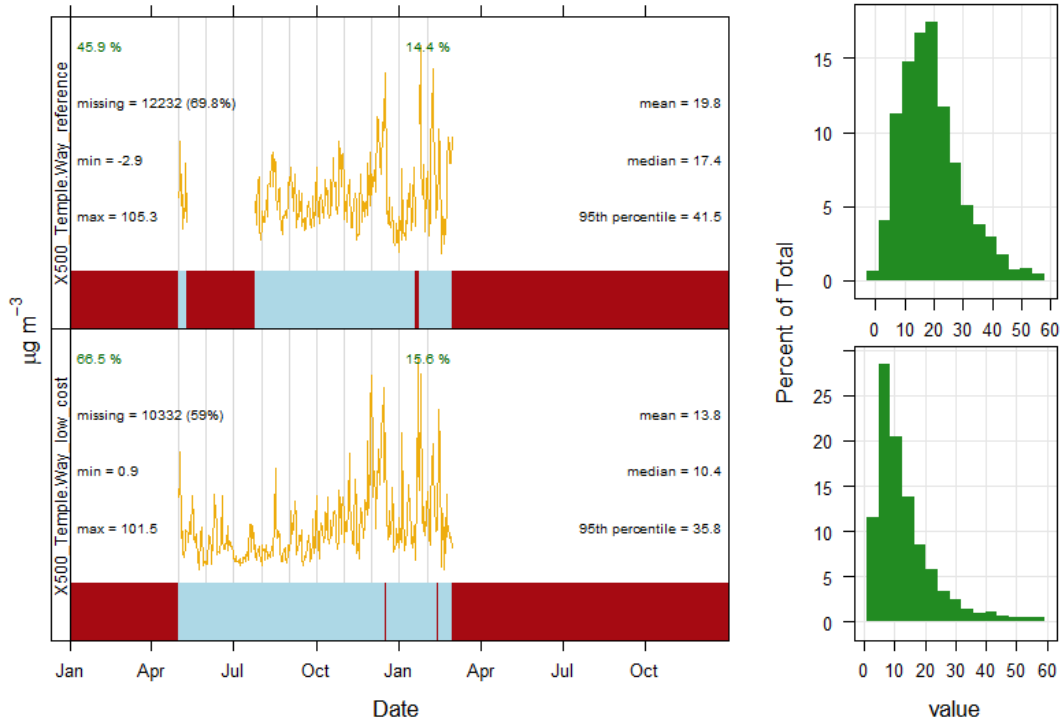 45.9 %
14.4 %
missing = 12232 (69.8%)
mean = 19.8
min = -2.9
median = 17.4
max = 105.3
95th percentile = 41.5
X500_Temple.Way_reference
66.5 %
15.6 %
missing = 10332 (59%)
mean = 13.8
min = 0.9
median = 10.4
max = 101.5
95th percentile = 35.8
X500_Temple.Way_low_cost
µg m⁻³
Jan Apr Jul Oct Jan Apr Jul Oct
Date
15
10
5
0
0 10 20 30 40 50 60
25
20
15
10
5
0
0 10 20 30 40 50 60
Percent of Total
value